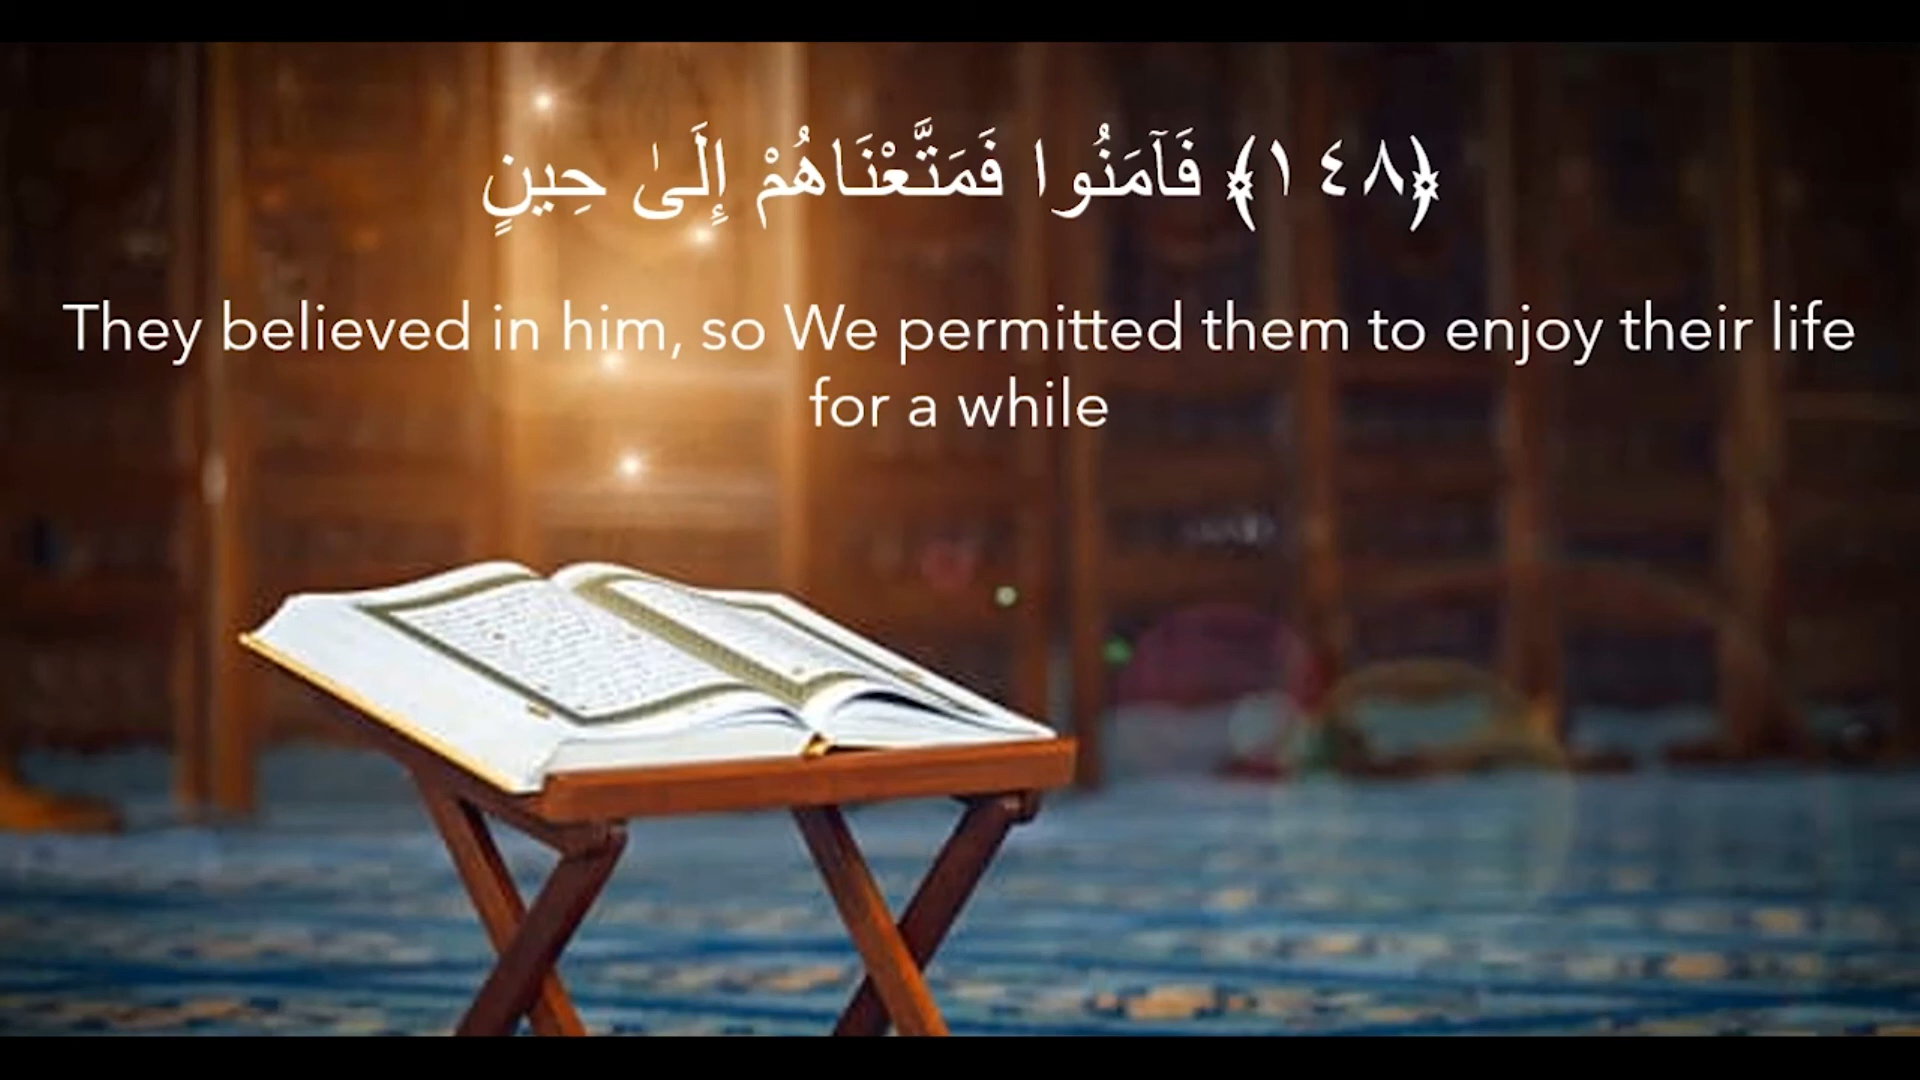 ﴿١٤٨﴾ فَآمَنُوا فَمَتَّعْنَاهُمْ إِلَىٰ حِينٍ
They believed in him, so We permitted them to enjoy their life
for a while